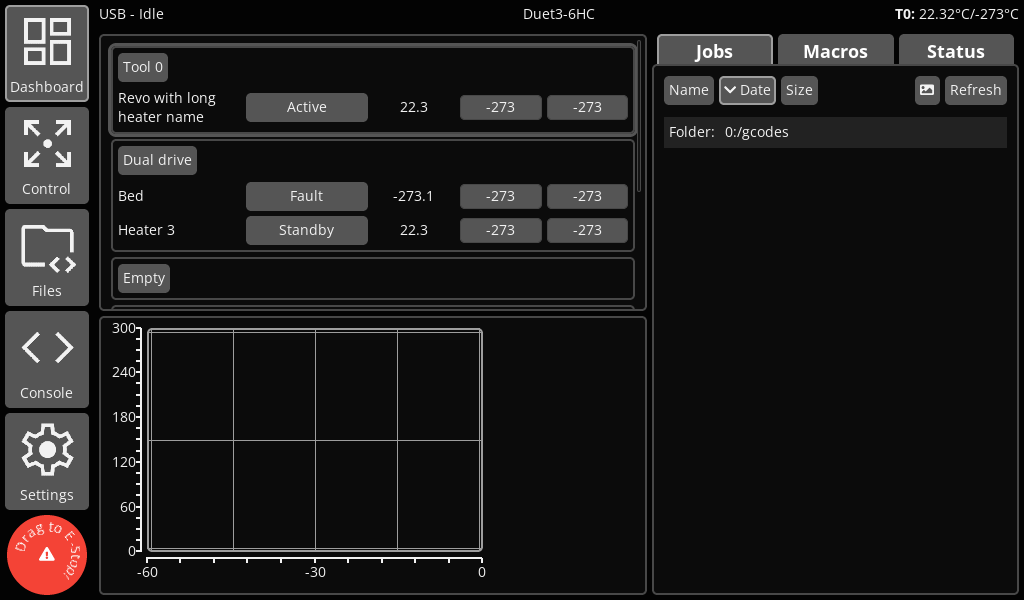 USB - Idle
Duet3-6HC
T0: 22.32°C/-273°C
Dashboard
Control
Files
Console
Settings
Drag to E-Stop!
Tool 0
Revo with long
heater name
Active
22.3
-273
-273
Dual drive
Bed
Fault
-273.1
-273
-273
Heater 3
Standby
22.3
-273
-273
Empty
300
240
180
120
60
0
-60
-30
0
Jobs
Macros
Status
Name
Date
Size
Refresh
Folder: 0:/gcodes